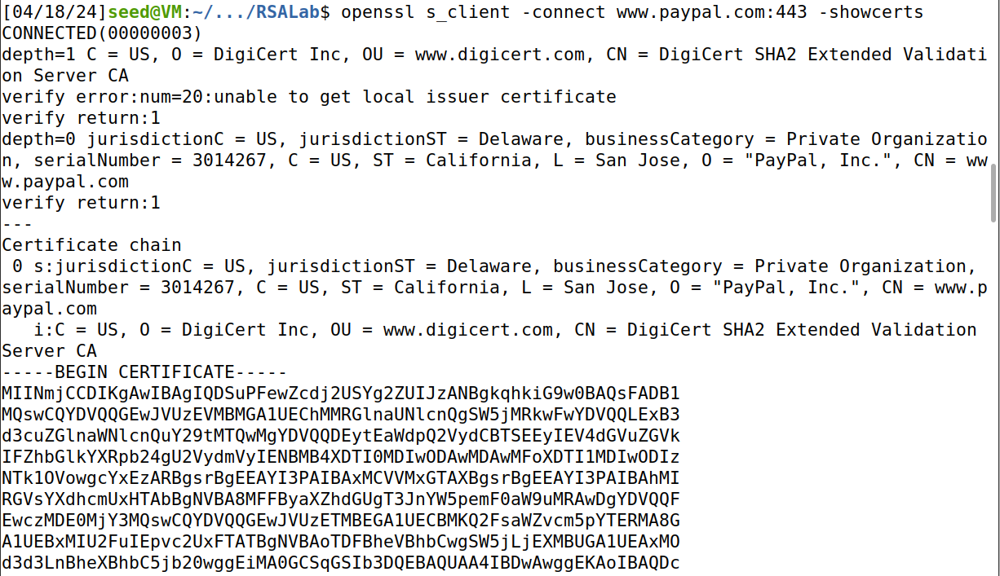 [04/18/24]seed@VM:~/.../RSALab$ openssl s_client -connect www.paypal.com:443 -showcerts
CONNECTED(00000003)
depth=1 C = US, O = DigiCert Inc, OU = www.digicert.com, CN = DigiCert SHA2 Extended Validati
on Server CA
verify error:num=20:unable to get local issuer certificate
verify return:1
depth=0 jurisdictionC = US, jurisdictionST = Delaware, businessCategory = Private Organizatio
n, serialNumber = 3014267, C = US, ST = California, L = San Jose, O = "PayPal, Inc.", CN = ww
w.paypal.com
verify return:1
---
Certificate chain
 0 s:jurisdictionC = US, jurisdictionST = Delaware, businessCategory = Private Organization,
serialNumber = 3014267, C = US, ST = California, L = San Jose, O = "PayPal, Inc.", CN = www.p
aypal.com
   i:C = US, O = DigiCert Inc, OU = www.digicert.com, CN = DigiCert SHA2 Extended Validation
Server CA
-----BEGIN CERTIFICATE-----
MIINmjCCDIKgAwIBAgIQDSuPFewZcdj2USYg2ZUIJzANBgkqhkiG9w0BAQsFADB1
MQswCQYDVQQGEwJVUzEVMBMGA1UEChMMRGlnaUNlcnQgSW5jMRkwFwYDVQQLExB3
d3cuZGlnaWNlcnQuY29tMTQwMgYDVQQDEytEaWdpQ2VydCBTSEEyIEV4dGVuZGVk
IFZhbGlkYXRpb24gU2VydmVyIENBMB4XDTI0MDIwODAwMDAwMFoXDTI1MDIwODIz
NTk1OVowgcYxEzARBgsrBgEEAYI3PAIBAxMCVVMxGTAXBgsrBgEEAYI3PAIBAhMI
RGVsYXdhcmUxHTAbBgNVBA8MFFByaXZhdGUgT3JnYW5pemF0aW9uMRAwDgYDVQQF
EwczMDE0MjY3MQswCQYDVQQGEwJVUzETMBEGA1UECBMKQ2FsaWZvcm5pYTERMA8G
A1UEBxMIU2FuIEpvc2UxFTATBgNVBAoTDFBheVBhbCwgSW5jLjEXMBUGA1UEAxMO
d3d3LnBheXBhbC5jb20wggEiMA0GCSqGSIb3DQEBAQUAA4IBDwAwggEKAoIBAQDc